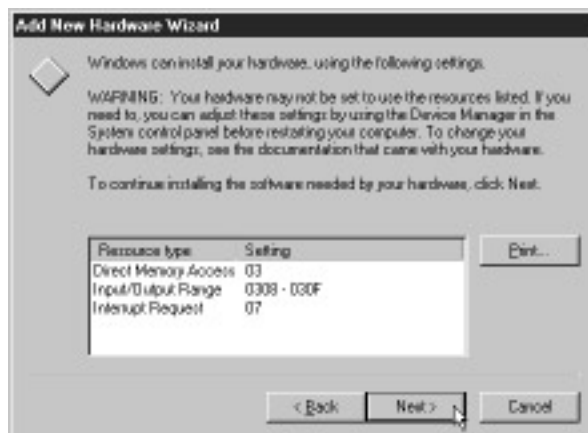 Add New Hardware Wizard
Windows can install your hardware, using the following settings.
WARNING: Your hardware may not be set to use the resources listed. If you
need to, you can adjust these settings by using the Device Manager in the
System control panel before restarting your computer. To change your
hardware settings, see the documentation that came with your hardware.
To continue installing the software needed by your hardware, click Next.
Resource type Setting
Direct Memory Access 03
Input/Output Range 0308 - 030F
Interrupt Request 07
Print...
< Back
Next >
Cancel